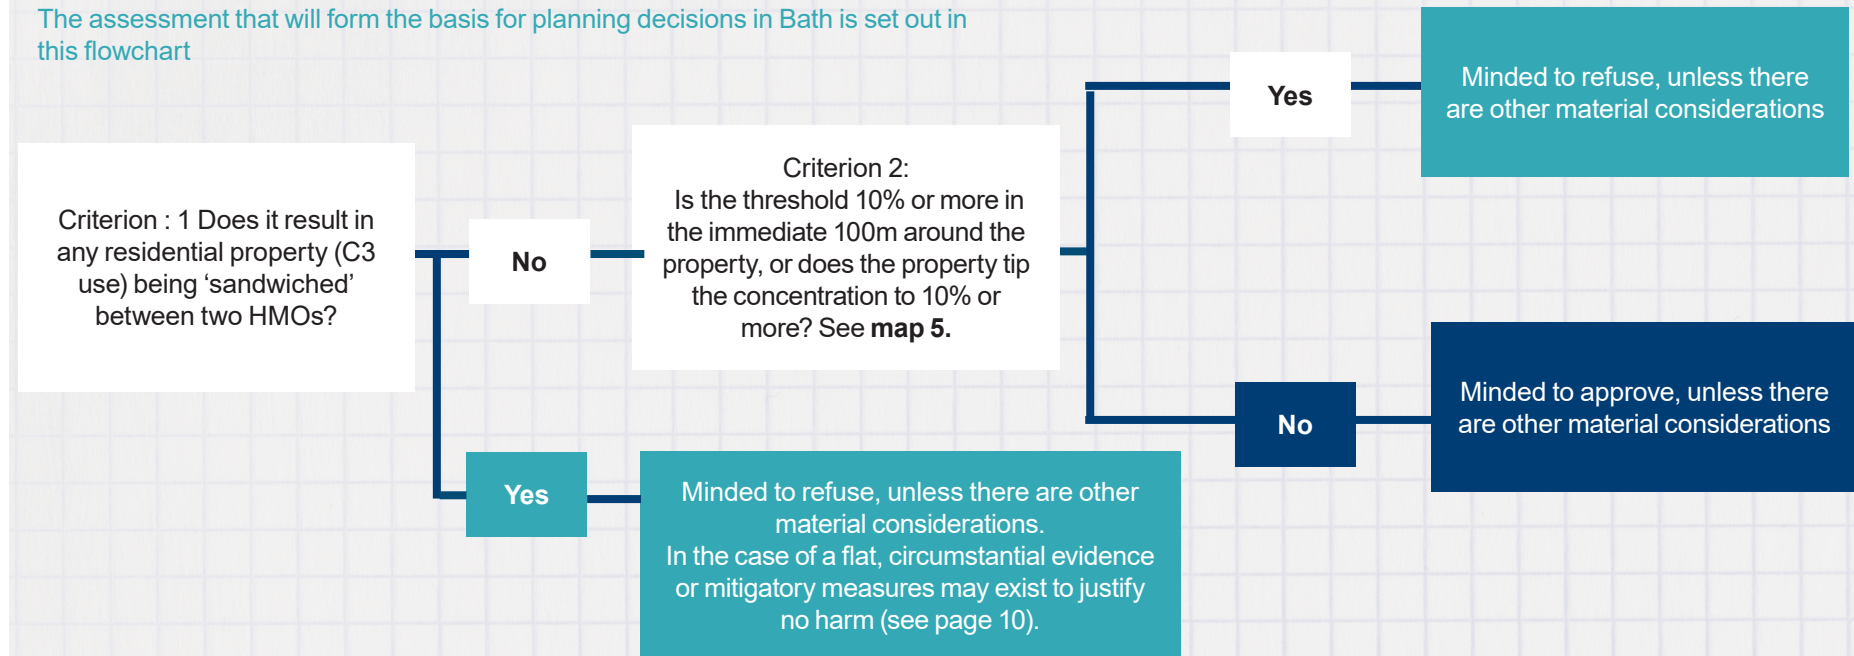 The assessment that will form the basis for planning decisions in Bath is set out in
this flowchart
Criterion : 1 Does it result in
any residential property (C3
use) being ‘sandwiched’
between two HMOs?
No
Criterion 2:
Is the threshold 10% or more in
the immediate 100m around the
property, or does the property tip
the concentration to 10% or
more? See map 5.
Yes
Minded to refuse, unless there
are other material considerations
No
Minded to approve, unless there
are other material considerations
Yes
Minded to refuse, unless there are other
material considerations.
In the case of a flat, circumstantial evidence
or mitigatory measures may exist to justify
no harm (see page 10).